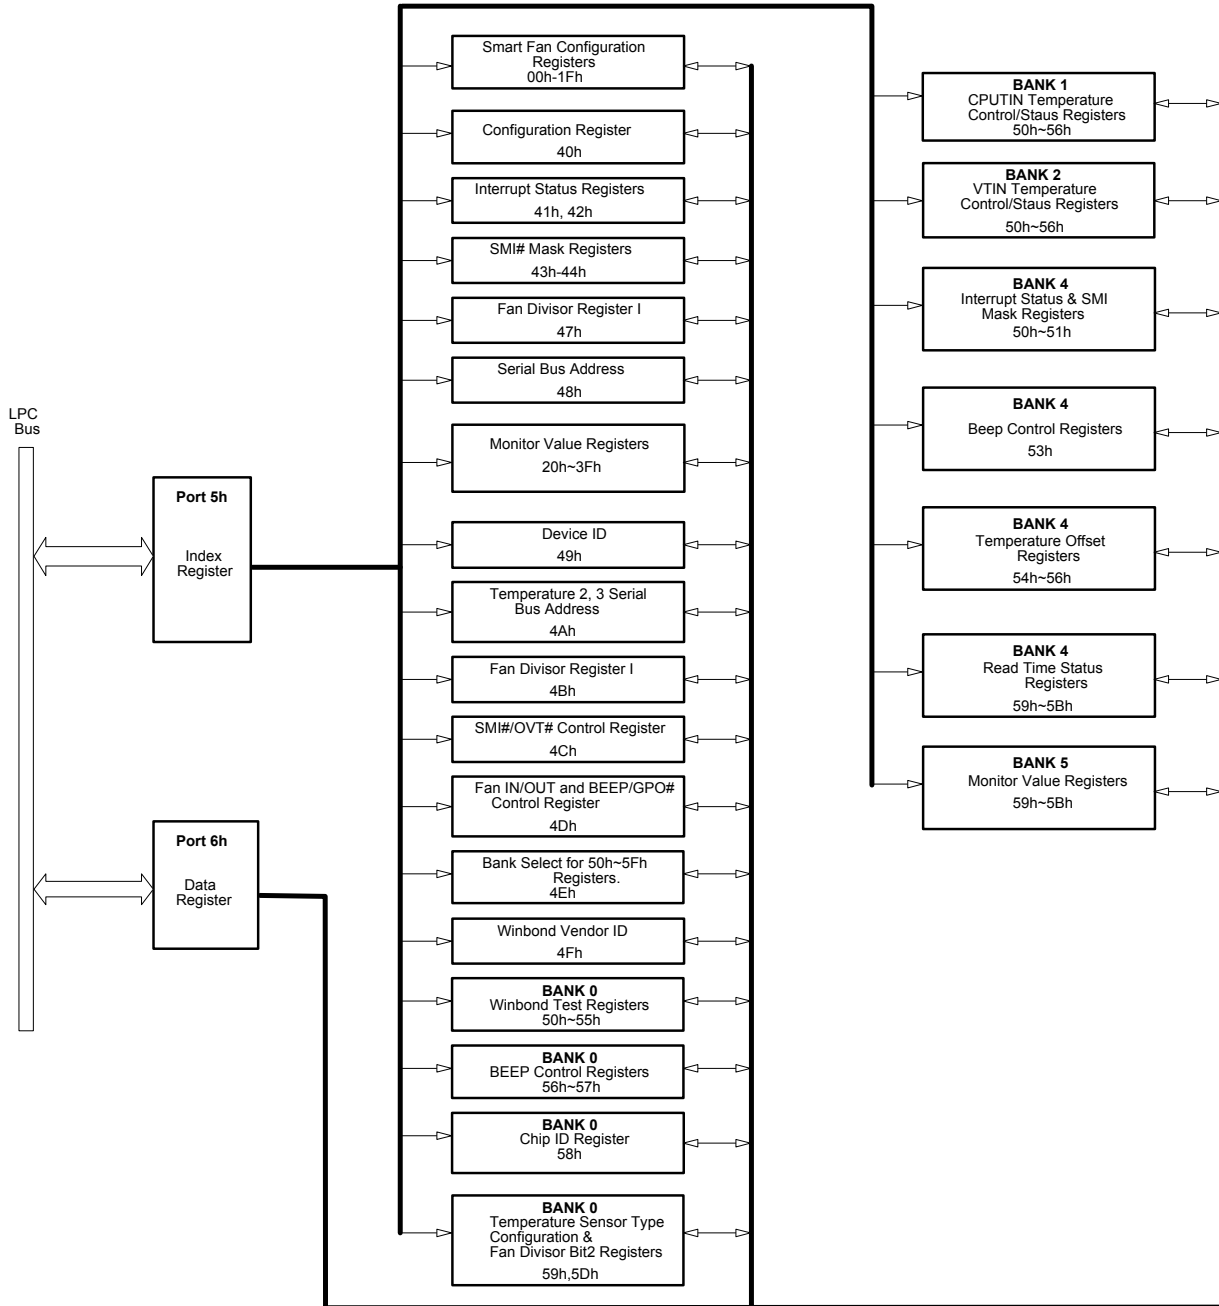 LPC
Bus
Port 5h
Index
Register
Port 6h
Data
Register
Smart Fan Configuration
Registers
00h-1Fh
Configuration Register
40h
Interrupt Status Registers
41h, 42h
SMI# Mask Registers
43h-44h
Fan Divisor Register I
47h
Serial Bus Address
48h
Monitor Value Registers
20h~3Fh
Device ID
49h
Temperature 2, 3 Serial
Bus Address
4Ah
Fan Divisor Register I
4Bh
SMI#/OVT# Control Register
4Ch
Fan IN/OUT and BEEP/GPO#
Control Register
4Dh
Bank Select for 50h~5Fh
Registers.
4Eh
Winbond Vendor ID
4Fh
BANK 0
Winbond Test Registers
50h~55h
BANK 0
BEEP Control Registers
56h~57h
BANK 0
Chip ID Register
58h
BANK 0
Temperature Sensor Type
Configuration &
Fan Divisor Bit2 Registers
59h,5Dh
BANK 1
CPUTIN Temperature
Control/Staus Registers
50h~56h
BANK 2
VTIN Temperature
Control/Staus Registers
50h~56h
BANK 4
Interrupt Status & SMI
Mask Registers
50h~51h
BANK 4
Beep Control Registers
53h
BANK 4
Temperature Offset
Registers
54h~56h
BANK 4
Read Time Status
Registers
59h~5Bh
BANK 5
Monitor Value Registers
59h~5Bh